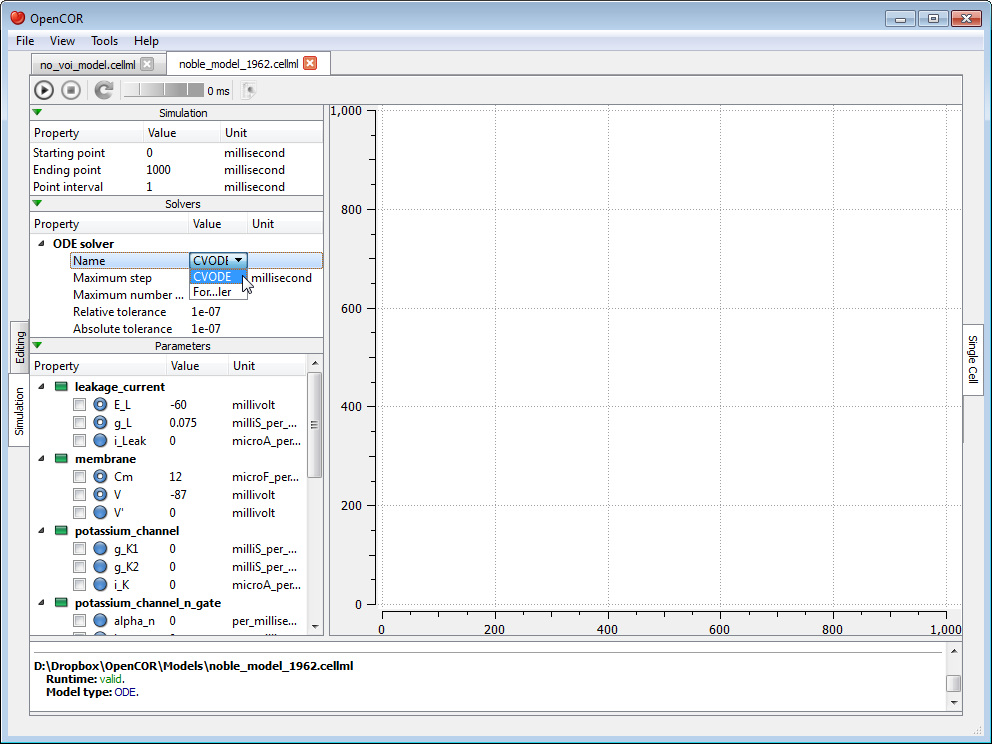 OpenCOR
File View Tools Help
no_voi_model.cellml noble_model_1962.cellml
0 ms
Simulation
Property Value Unit
Starting point 0 millisecond
Ending point 1000 millisecond
Point interval 1 millisecond
Solvers
Property Value Unit
ODE solver
Name CVODE
Maximum step CVODE millisecond
Maximum number ... For...ler
Relative tolerance 1e-07
Absolute tolerance 1e-07
Parameters
Property Value Unit
leakage_current
E_L -60 millivolt
g_L 0.075 milliS_per_...
i_Leak 0 microA_per...
membrane
Cm 12 microF_per...
V -87 millivolt
V' 0 millivolt
potassium_channel
g_K1 0 milliS_per_...
g_K2 0 milliS_per_...
i_K 0 microA_per...
potassium_channel_n_gate
alpha_n 0 per_millise...
Editing
Simulation
1,000
800
600
400
200
0
0 200 400 600 800 1,000
Single Cell
D:\Dropbox\OpenCOR\Models\noble_model_1962.cellml
Runtime: valid.
Model type: ODE.